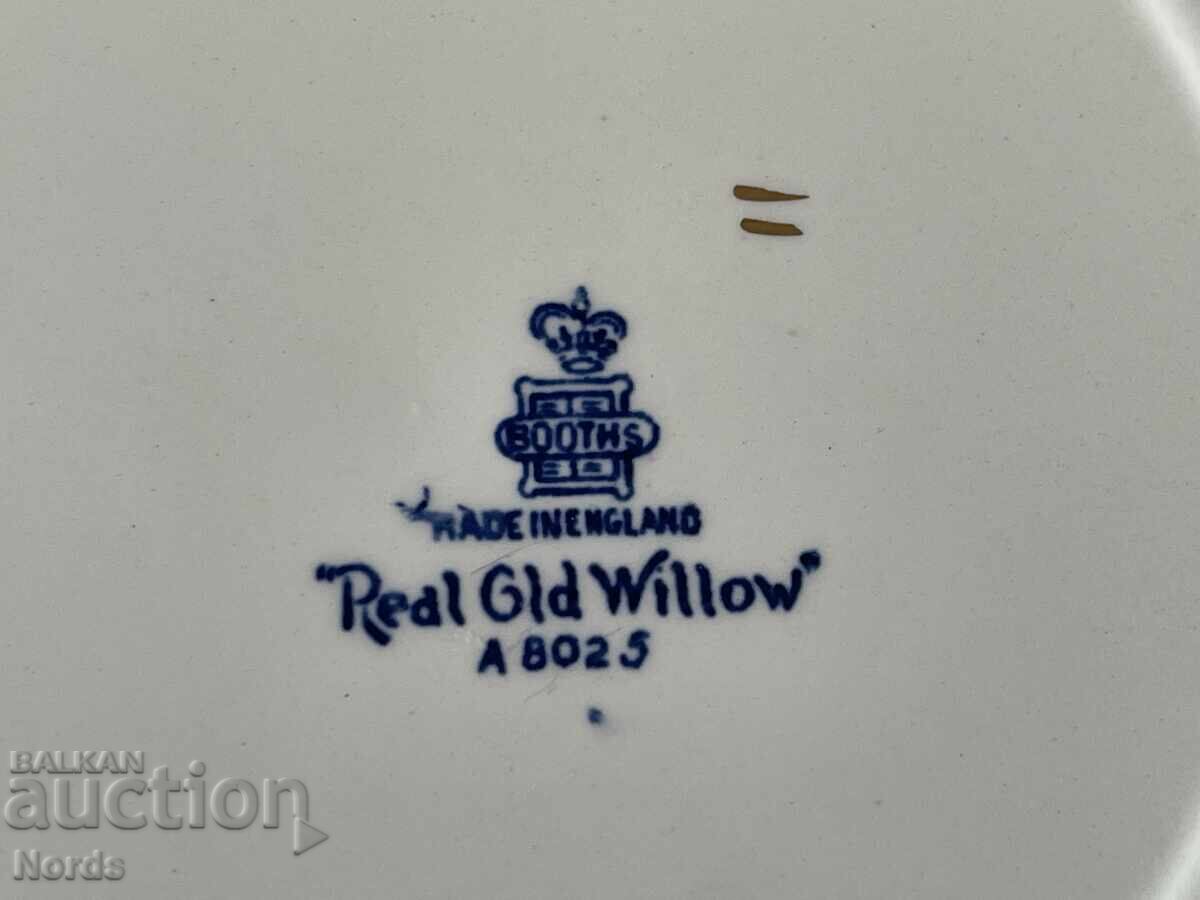 BOOTHS
MADE IN ENGLAND
"Real Old Willow"
A 8025
BALKAN
auction
Nords